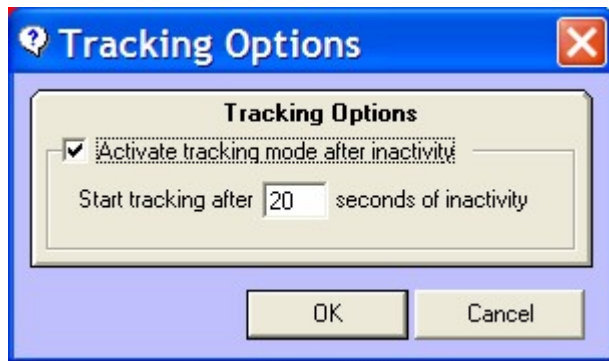 Tracking Options
Tracking Options
Activate tracking mode after inactivity
Start tracking after 20 seconds of inactivity
OK Cancel